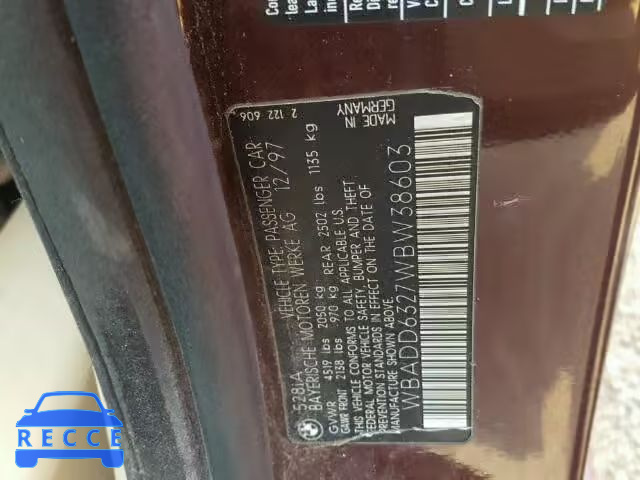 528iA VEHICLE TYPE: PASSENGER CAR 2 122 606
BAYERISCHE MOTOREN WERKE AG 12/97
GVWR 4519 lbs 2050 kg
GAWR FRONT 2138 lbs 970 kg REAR 2502 lbs 1135 kg
THIS VEHICLE CONFORMS TO ALL APPLICABLE U.S.
FEDERAL MOTOR VEHICLE SAFETY, BUMPER AND THEFT
PREVENTION STANDARDS IN EFFECT ON THE DATE OF
MANUFACTURE SHOWN ABOVE.
MADE IN
GERMANY
WBADD6327WBW38603
RECCE